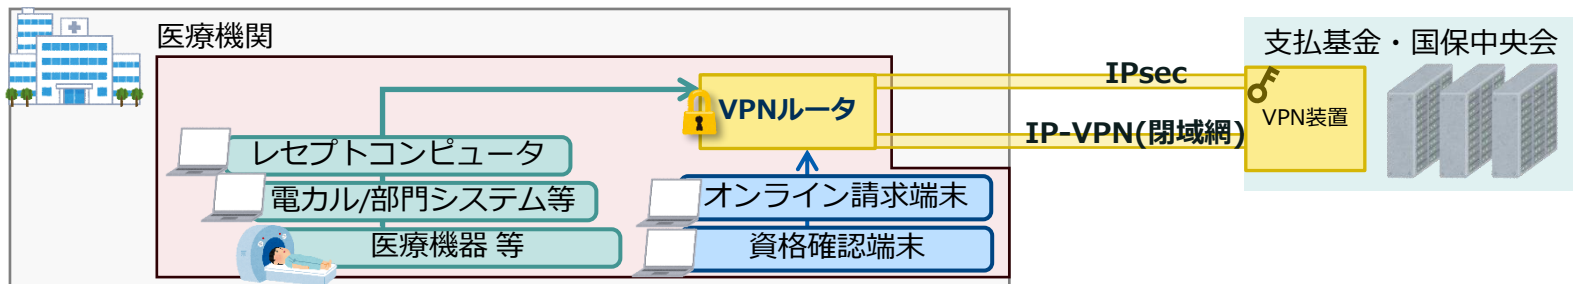 医療機関
支払基金・国保中央会
IPsec
VPNルータ
VPN装置
IP-VPN(閉域網)
レセプトコンピュータ
電カル/部門システム等
オンライン請求端末
医療機器 等
資格確認端末